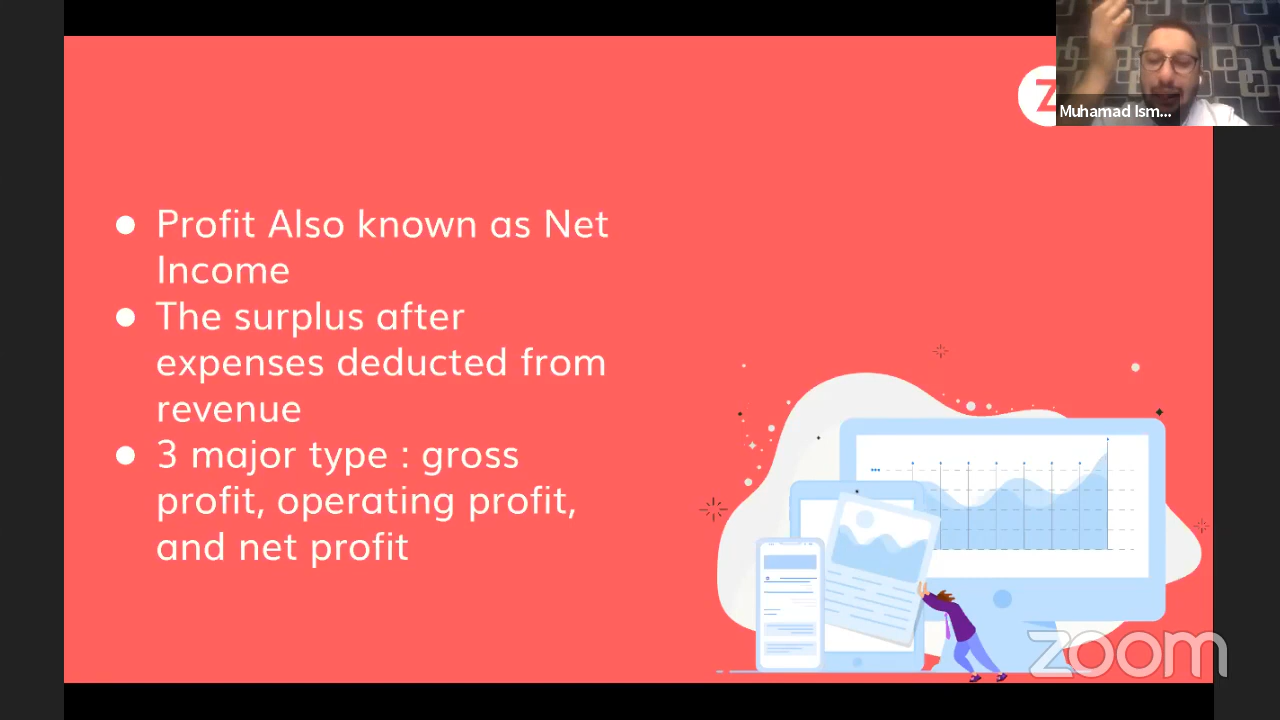 Z
Muhamad Ism...
● Profit Also known as Net
Income
● The surplus after
expenses deducted from
revenue
● 3 major type : gross
profit, operating profit,
and net profit
zoom